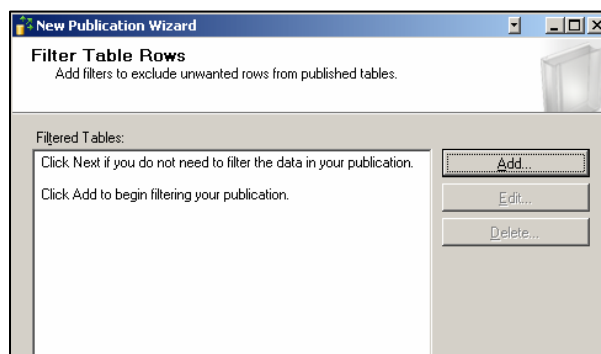 New Publication Wizard
Filter Table Rows
Add filters to exclude unwanted rows from published tables.
Filtered Tables:
Click Next if you do not need to filter the data in your publication.
Click Add to begin filtering your publication.
Add...
Edit...
Delete...